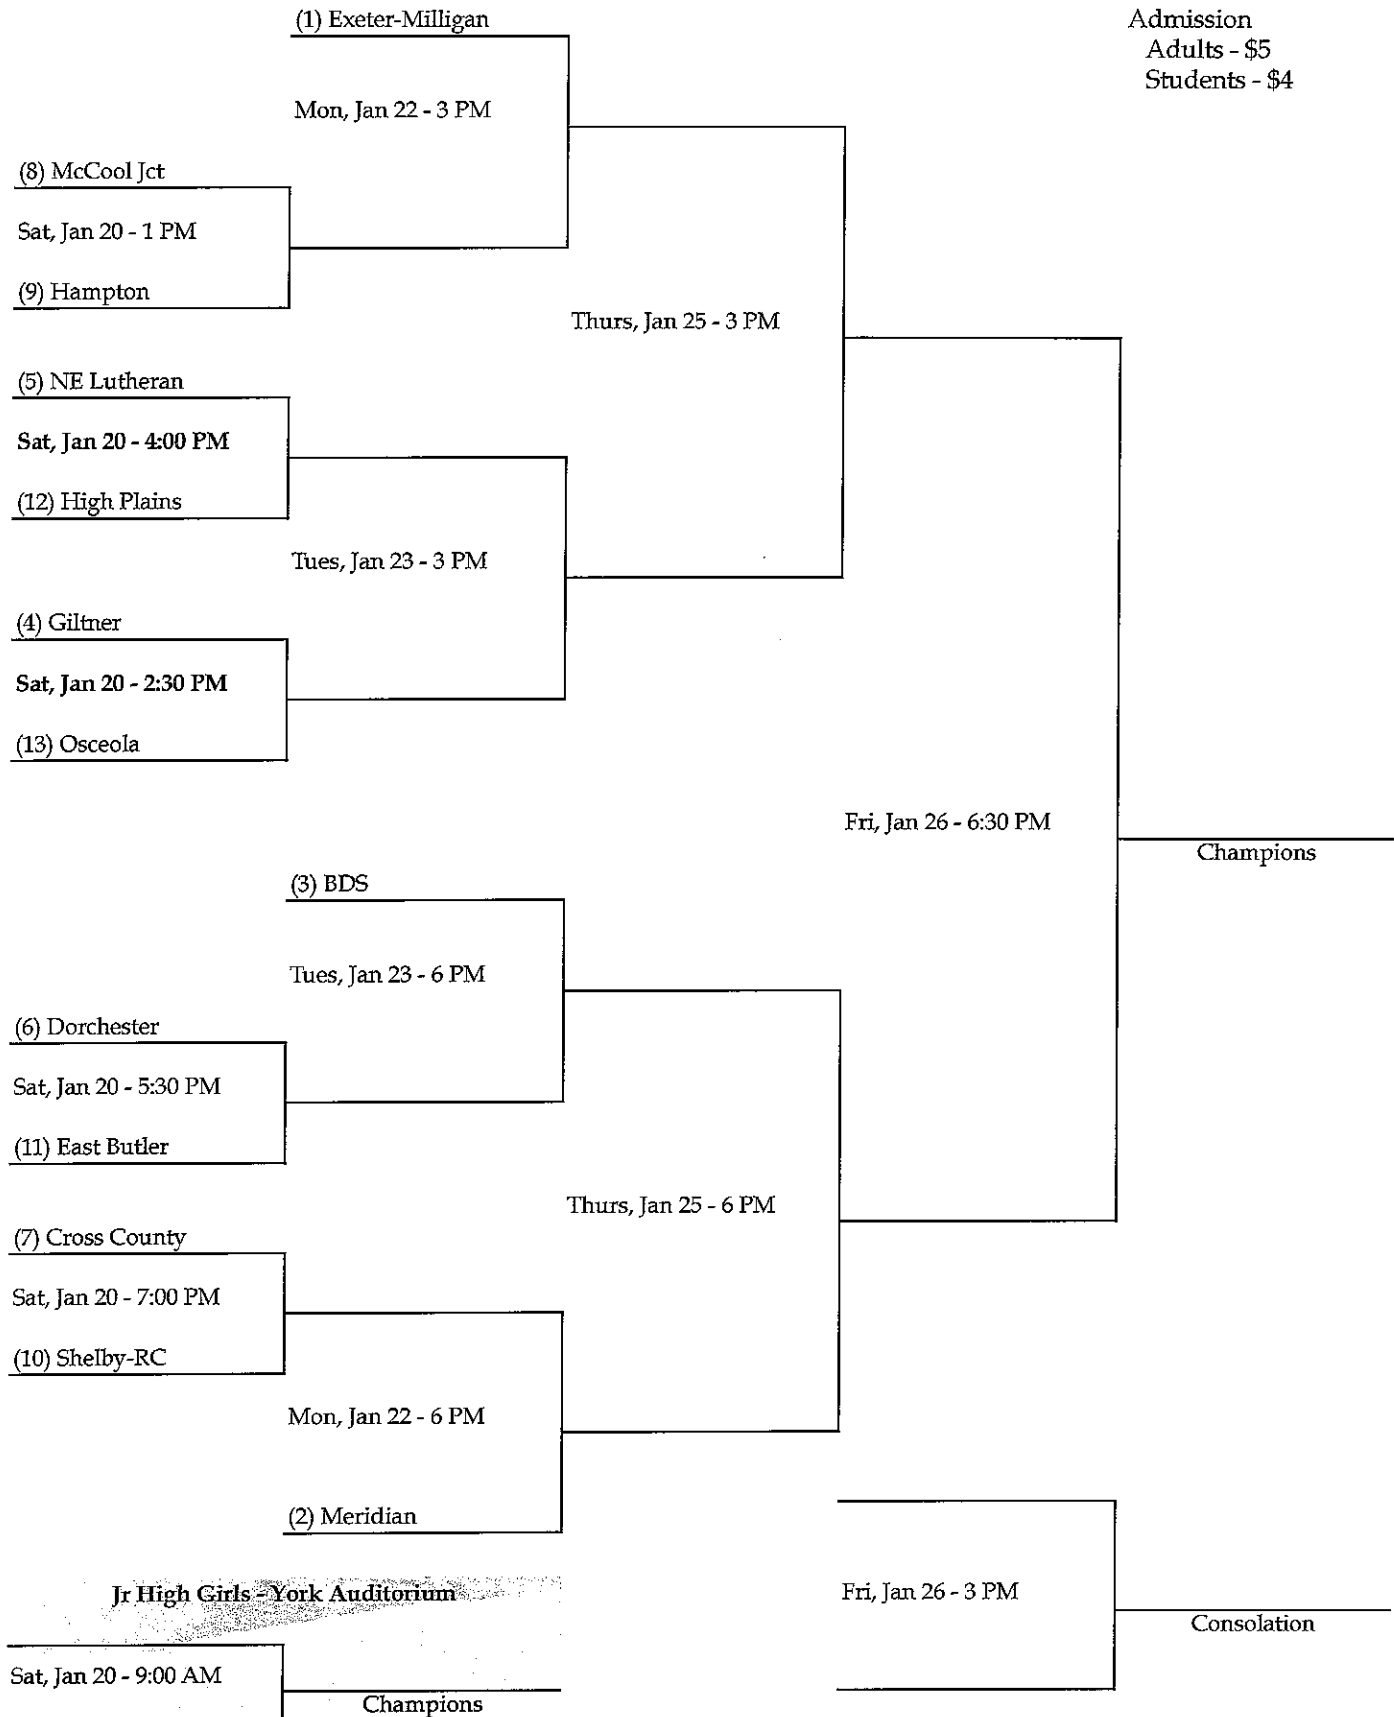 (1) Exeter-Milligan
Admission
Adults - $5
Students - $4
Mon, Jan 22 - 3 PM
(8) McCool Jct
Sat, Jan 20 - 1 PM
(9) Hampton
Thurs, Jan 25 - 3 PM
(5) NE Lutheran
Sat, Jan 20 - 4:00 PM
(12) High Plains
Tues, Jan 23 - 3 PM
(4) Giltner
Sat, Jan 20 - 2:30 PM
(13) Osceola
Fri, Jan 26 - 6:30 PM
Champions
(3) BDS
Tues, Jan 23 - 6 PM
(6) Dorchester
Sat, Jan 20 - 5:30 PM
(11) East Butler
Thurs, Jan 25 - 6 PM
(7) Cross County
Sat, Jan 20 - 7:00 PM
(10) Shelby-RC
Mon, Jan 22 - 6 PM
(2) Meridian
Jr High Girls - York Auditorium
Fri, Jan 26 - 3 PM
Consolation
Sat, Jan 20 - 9:00 AM
Champions